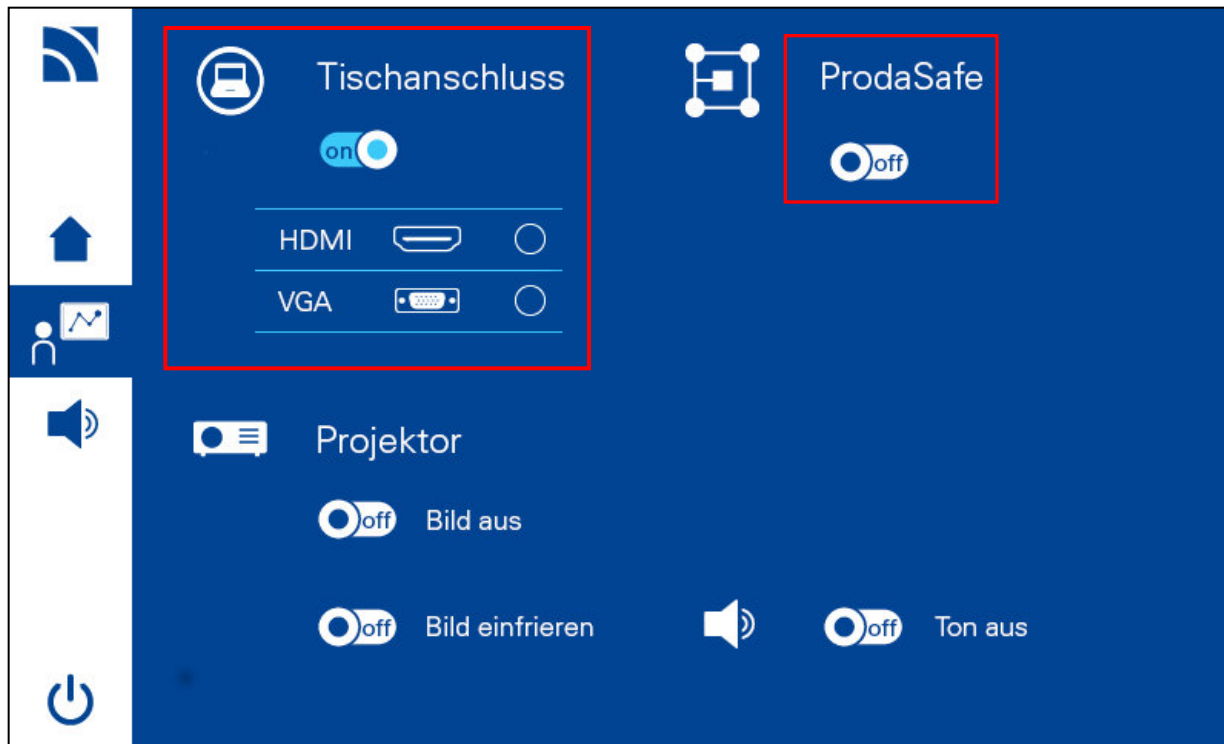 Tischanschluss
on
HDMI
VGA
ProdaSafe
off
Projektor
off Bild aus
off Bild einfrieren
off Ton aus